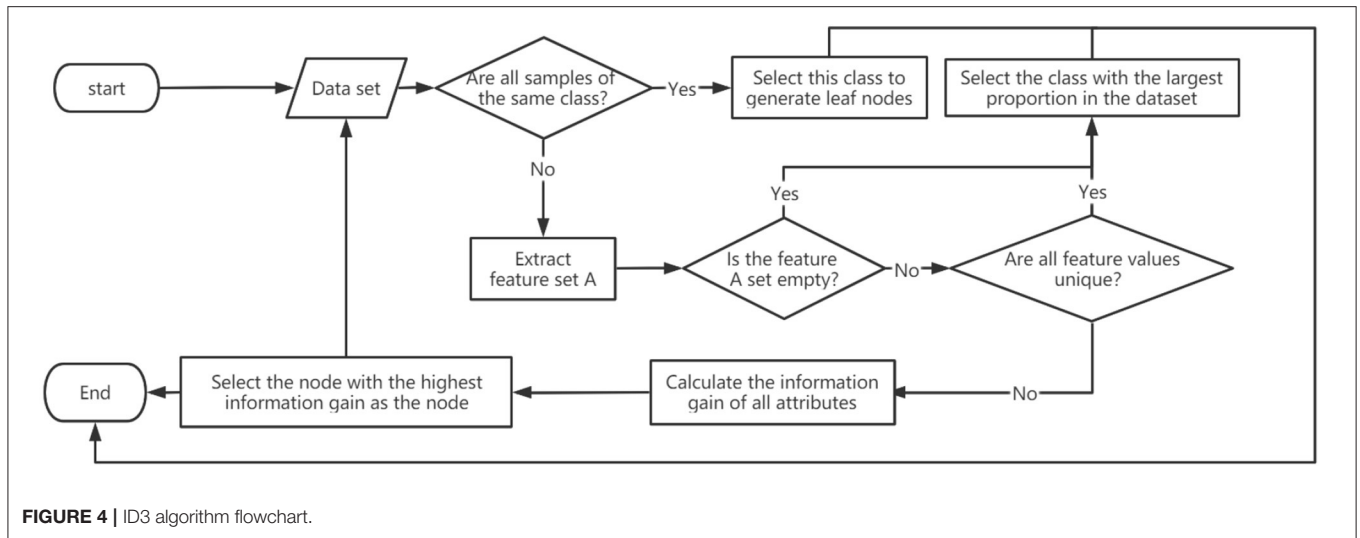 start
Data set
Are all samples of
the same class?
Yes
Select this class to
generate leaf nodes
Select the class with the largest
proportion in the dataset
No
Yes
Yes
Extract
feature set A
Is the feature
A set empty?
No
Are all feature values
unique?
End
Select the node with the highest
information gain as the node
Calculate the information
gain of all attributes
No
FIGURE 4 | ID3 algorithm flowchart.